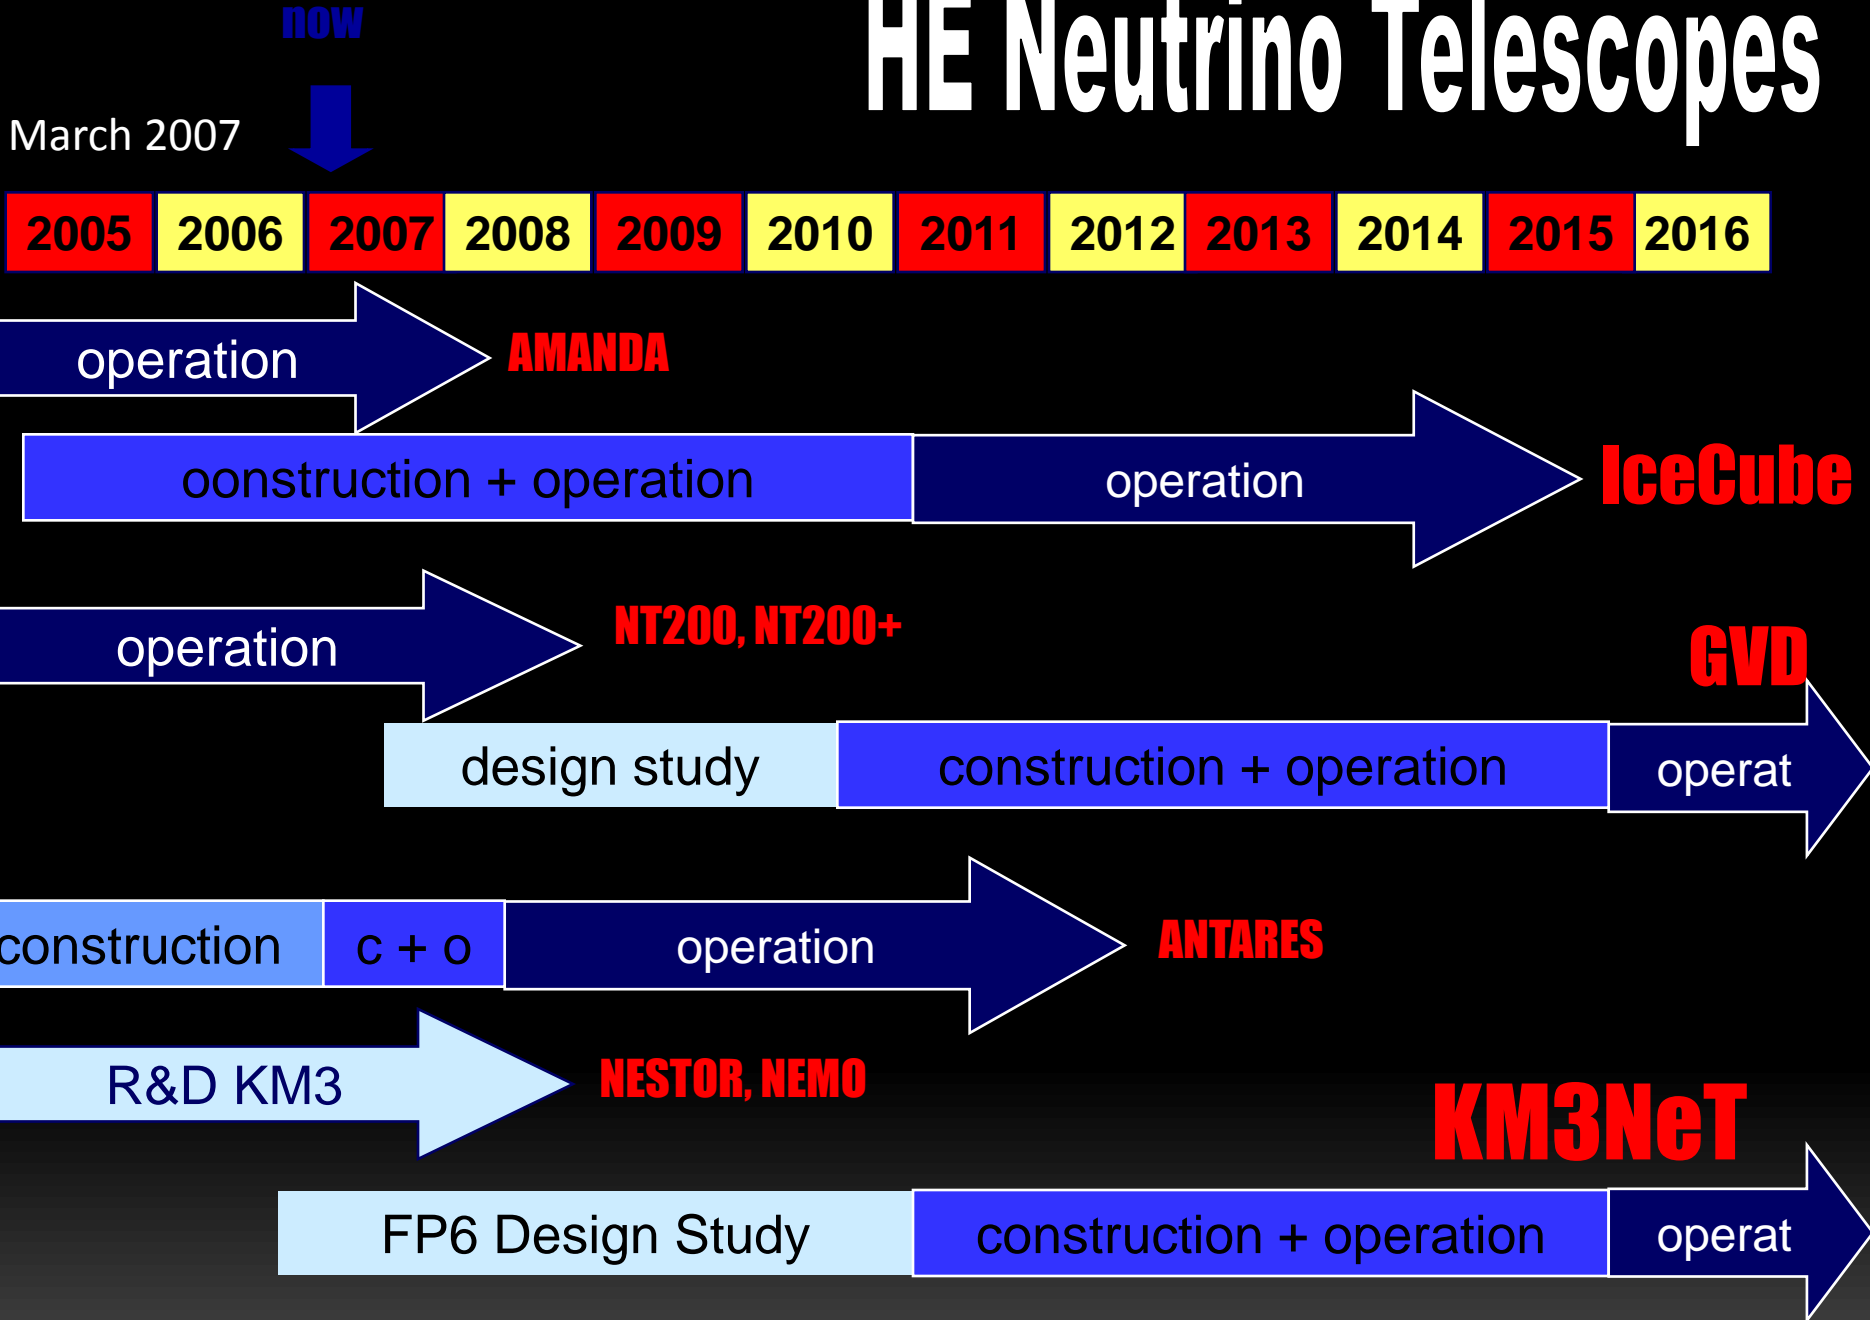 now
HE Neutrino Telescopes
March 2007
2005 2006 2007 2008 2009 2010 2011 2012 2013 2014 2015 2016
operation AMANDA
oonstruction + operation operation IceCube
operation NT200, NT200+
GVD
design study construction + operation operat
construction c + o operation ANTARES
R&D KM3 NESTOR, NEMO
KM3NeT
FP6 Design Study construction + operation operat